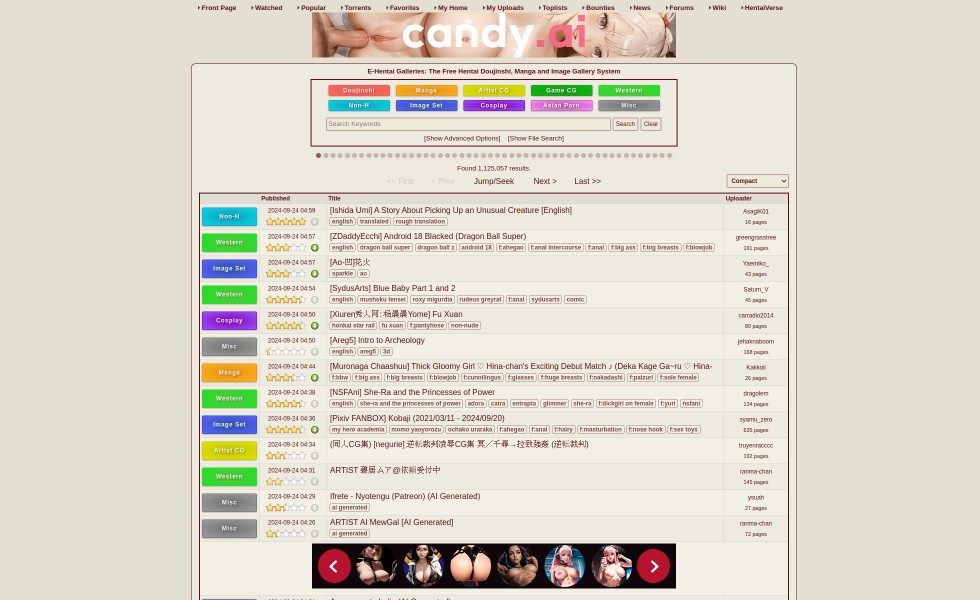 Front Page Watched Popular Torrents Favorites My Home My Uploads Toplists Bounties News Forums Wiki HentaiVerse
candy.ai
E-Hentai Galleries: The Free Hentai Doujinshi, Manga and Image Gallery System
Doujinshi Manga Artist CG Game CG Western
Non-H Image Set Cosplay Asian Porn Misc
Search Keywords Search Clear
[Show Advanced Options] [Show File Search]
Found 1,125,057 results.
<< First < Prev Jump/Seek Next > Last >> Compact
Published Title Uploader
Non-H 2024-09-24 04:59 [Ishida Umi] A Story About Picking Up an Unusual Creature [English] AsagiK01
english translated rough translation 16 pages
Western 2024-09-24 04:57 [ZDaddyEcchi] Android 18 Blacked (Dragon Ball Super) greengrasstree
english dragon ball super dragon ball z android 18 f:ahegao f:anal intercourse f:anal f:big ass f:big breasts f:blowjob 191 pages
Image Set 2024-09-24 04:57 [Ao-凹]花火 Yaemiko_
sparkle ao 43 pages
Western 2024-09-24 04:54 [SydusArts] Blue Baby Part 1 and 2 Saturn_V
english mushoku tensei roxy migurdia rudeus greyrat f:anal sydusarts comic 45 pages
Cosplay 2024-09-24 04:50 [Xiuren秀人网: 杨晨晨Yome] Fu Xuan carradio2014
honkai star rail fu xuan f:pantyhose non-nude 80 pages
Misc 2024-09-24 04:50 [Areg5] Intro to Archeology jehaknaboom
english areg5 3d 168 pages
Manga 2024-09-24 04:44 [Muronaga Chaashuu] Thick Gloomy Girl ♡ Hina-chan's Exciting Debut Match ♪ (Deka Kage Ga~ru ♡ Hina- Kakkoii
f:bbw f:big ass f:big breasts f:blowjob f:cunnilingus f:glasses f:huge breasts f:nakadashi f:paizuri f:sole female 26 pages
Western 2024-09-24 04:38 [NSFAni] She-Ra and the Princesses of Power dragolem
english she-ra and the princesses of power adora catra entrapta glimmer she-ra f:dickgirl on female f:yuri nsfani 134 pages
Image Set 2024-09-24 04:36 [Pixiv FANBOX] Kobaji (2021/03/11 - 2024/09/20) syamu_zero
my hero academia momo yaoyorozu ochako uraraka f:ahegao f:anal f:hairy f:masturbation f:nose hook f:sex toys 635 pages
Artist CG 2024-09-24 04:34 (同人CG集) [negurie] 逆転裁判凌辱CG集 冥／千尋→拉致強姦 (逆転裁判) truyenracccc
192 pages
Western 2024-09-24 04:31 ARTIST 碧居ムア@依頼受付中 ranma-chan
145 pages
Misc 2024-09-24 04:29 Ifrete - Nyotengu (Patreon) (AI Generated) ysuah
ai generated 27 pages
Misc 2024-09-24 04:26 ARTIST AI MewGal [AI Generated] ranma-chan
ai generated 72 pages